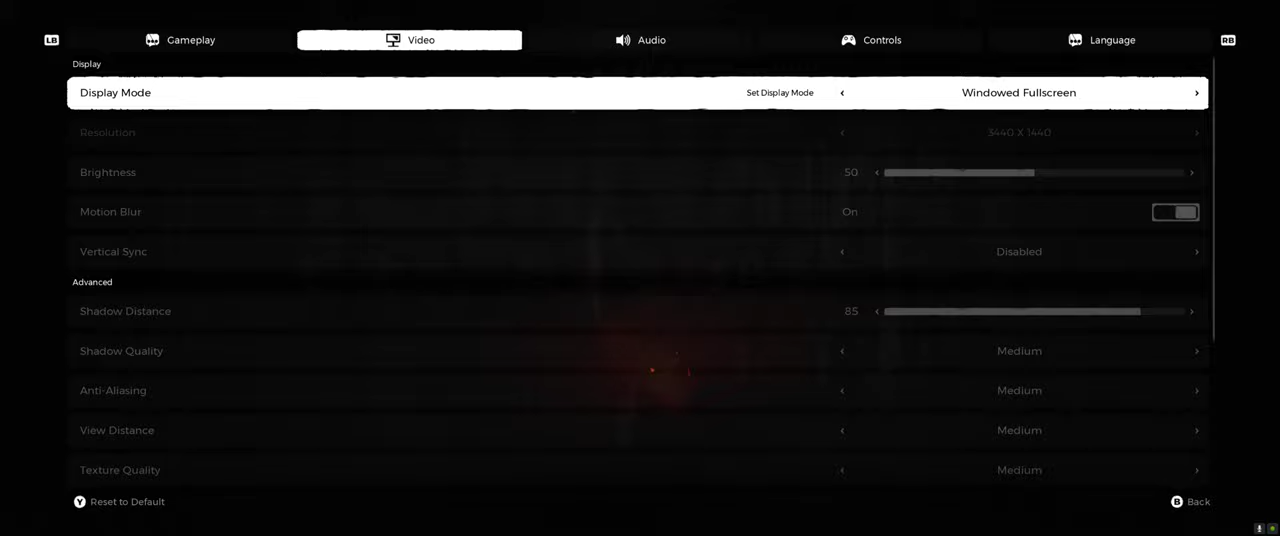 LB Gameplay Video Audio Controls Language RB
Display
Display Mode Set Display Mode ‹ Windowed Fullscreen ›
Resolution ‹ 3440 X 1440 ›
Brightness 50 ‹ ›
Motion Blur On
Vertical Sync ‹ Disabled ›
Advanced
Shadow Distance 85 ‹ ›
Shadow Quality ‹ Medium ›
Anti-Aliasing ‹ Medium ›
View Distance ‹ Medium ›
Texture Quality ‹ Medium ›
Y Reset to Default B Back